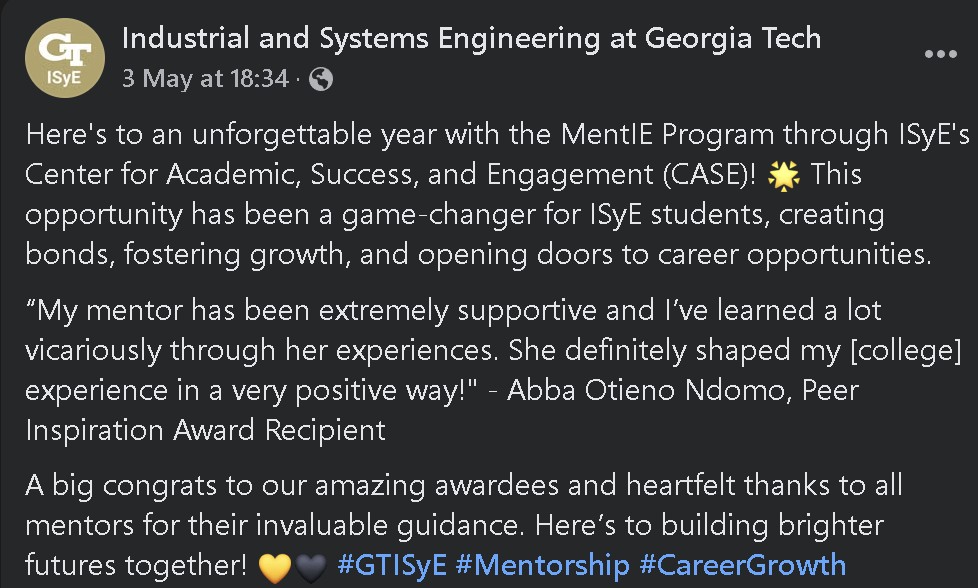 GT
ISyE
Industrial and Systems Engineering at Georgia Tech
3 May at 18:34 ·
Here's to an unforgettable year with the MentIE Program through ISyE's
Center for Academic, Success, and Engagement (CASE)! 🌟 This
opportunity has been a game-changer for ISyE students, creating
bonds, fostering growth, and opening doors to career opportunities.
“My mentor has been extremely supportive and I’ve learned a lot
vicariously through her experiences. She definitely shaped my [college]
experience in a very positive way!" - Abba Otieno Ndomo, Peer
Inspiration Award Recipient
A big congrats to our amazing awardees and heartfelt thanks to all
mentors for their invaluable guidance. Here’s to building brighter
futures together! 💛🖤 #GTISyE #Mentorship #CareerGrowth